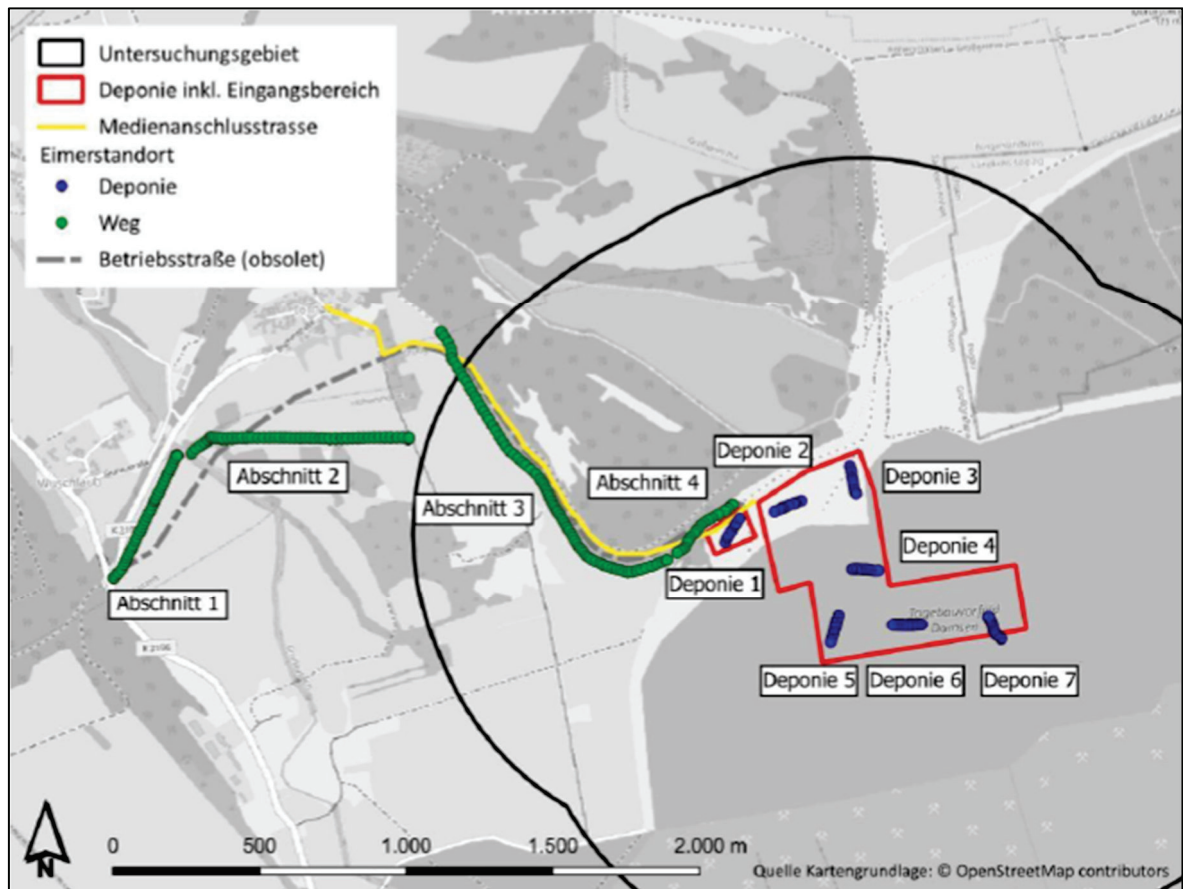 Untersuchungsgebiet
Deponie inkl. Eingangsbereich
Medienanschlusstrasse
Eimerstandort
Deponie
Weg
Betriebsstraße (obsolet)
Deponie 2
Abschnitt 4
Abschnitt 2
Deponie 3
Abschnitt 3
Deponie 4
Deponie 1
Abschnitt 1
Deponie 5
Deponie 6
Deponie 7
0
500
1.000
1.500
2.000 m
N
Quelle Kartengrundlage: © OpenStreetMap contributors